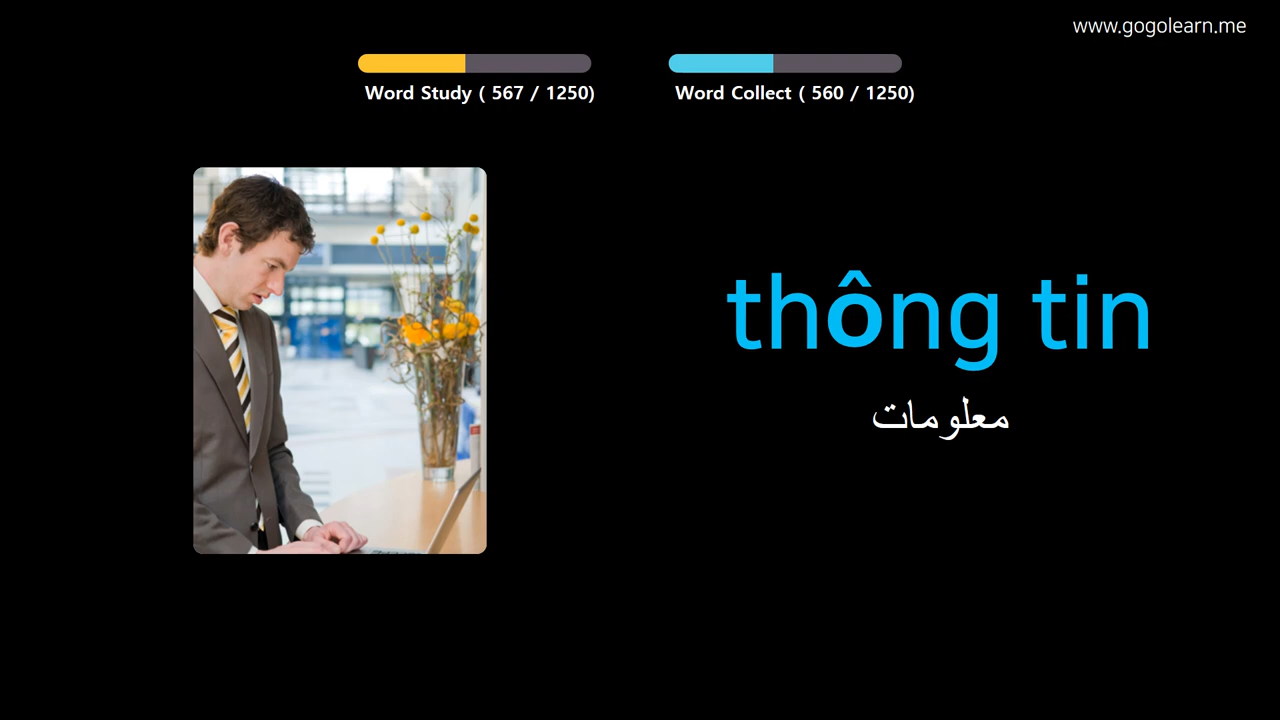 www.gogolearn.me
Word Study ( 567 / 1250)
Word Collect ( 560 / 1250)
thông tin
معلومات